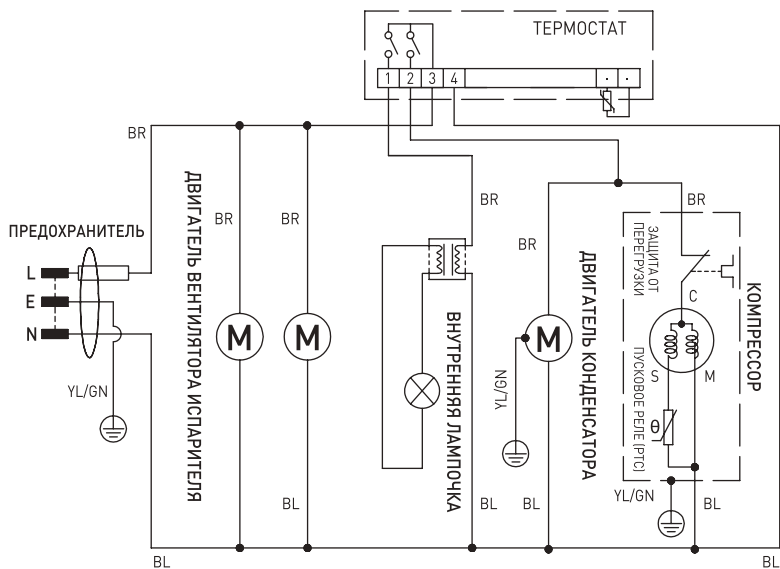 ТЕРМОСТАТ
1 2 3 4
BR
ПРЕДОХРАНИТЕЛЬ
L
E
N
YL/GN
ДВИГАТЕЛЬ ВЕНТИЛЯТОРА ИСПАРИТЕЛЯ
BR
M
BR
M
BR
ВНУТРЕННЯЯ ЛАМПОЧКА
BL
BR
M
YL/GN
BL
ДВИГАТЕЛЬ КОНДЕНСАТОРА
BR
ЗАЩИТА ОТ
ПЕРЕГРУЗКИ
C
S
M
ПУСКОВОЕ РЕЛЕ (PTC)
θ
КОМПРЕССОР
YL/GN
BL
BL
BL